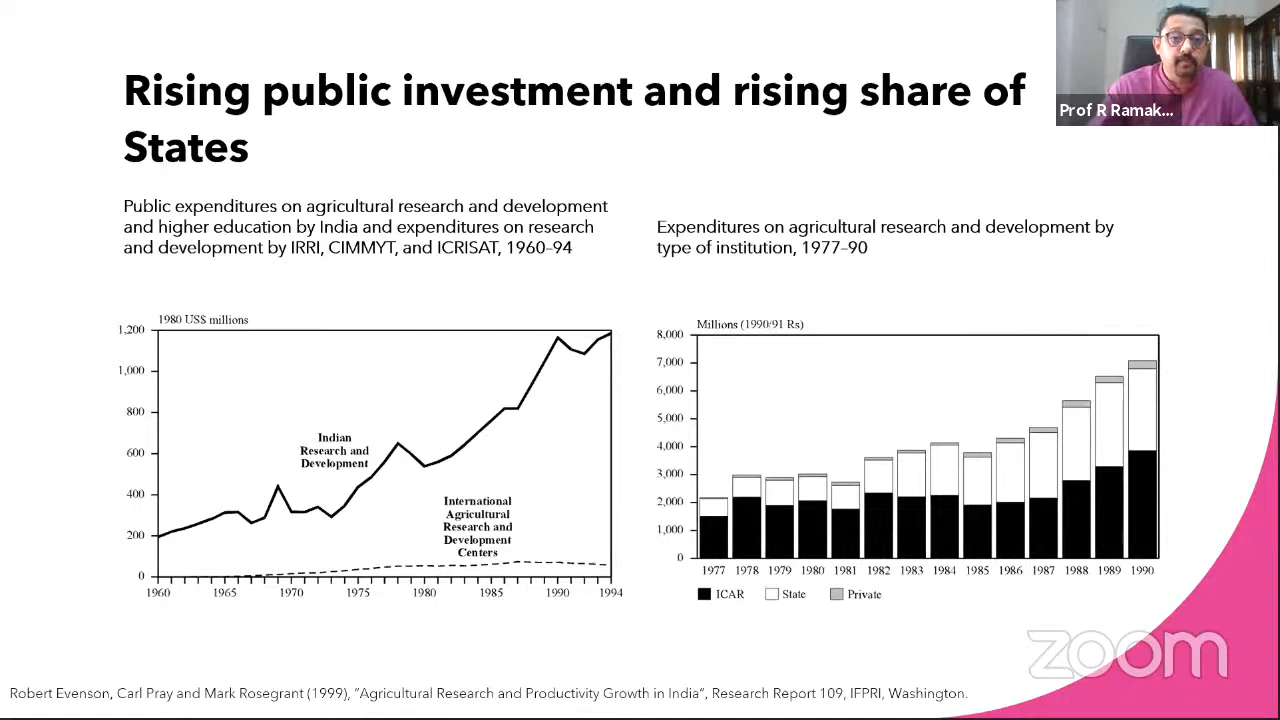 Rising public investment and rising share of
States
Prof R Ramak...
Public expenditures on agricultural research and development
and higher education by India and expenditures on research
and development by IRRI, CIMMYT, and ICRISAT, 1960–94
Expenditures on agricultural research and development by
type of institution, 1977–90
1980 US$ millions
1,200
1,000
800
600
400
200
0
Indian
Research and
Development
International
Agricultural
Research and
Development
Centers
1960 1965 1970 1975 1980 1985 1990 1994
Millions (1990/91 Rs)
8,000
7,000
6,000
5,000
4,000
3,000
2,000
1,000
0
1977 1978 1979 1980 1981 1982 1983 1984 1985 1986 1987 1988 1989 1990
ICAR State Private
zoom
Robert Evenson, Carl Pray and Mark Rosegrant (1999), "Agricultural Research and Productivity Growth in India", Research Report 109, IFPRI, Washington.